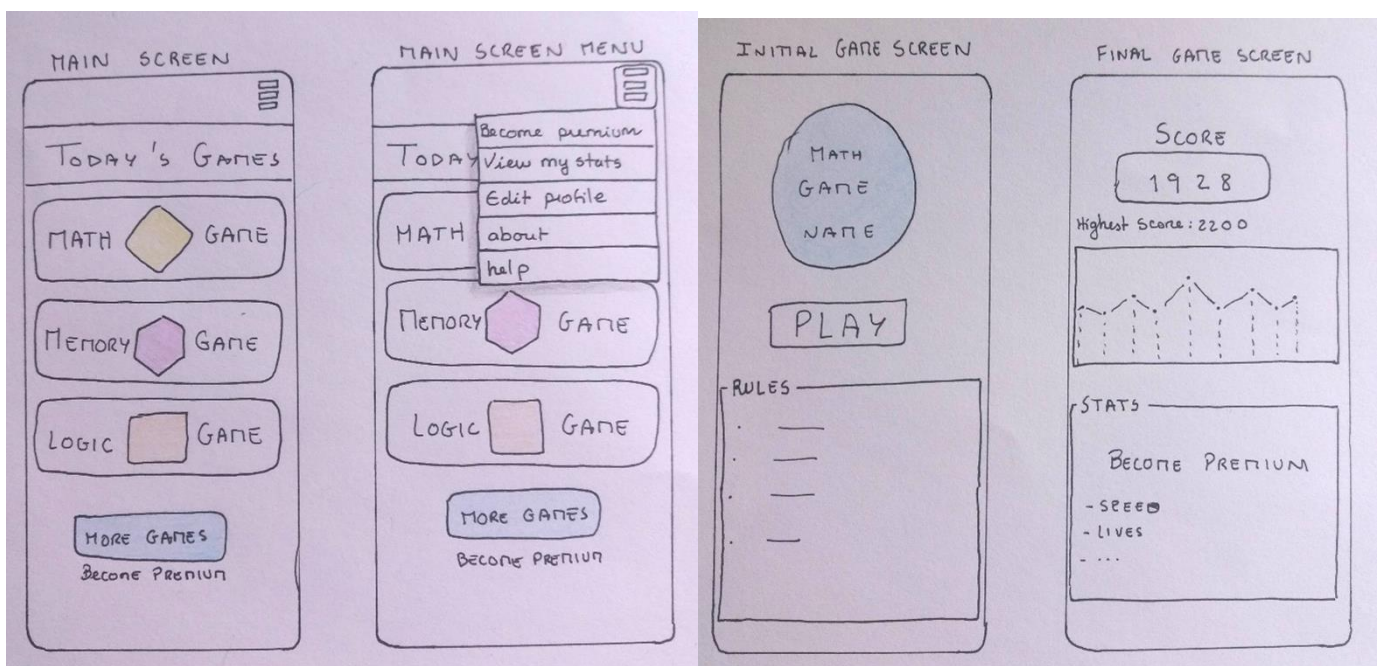 MAIN SCREEN
TODAY'S GAMES
MATH GAME
MEMORY GAME
LOGIC GAME
MORE GAMES
BECOME PREMIUM
MAIN SCREEN MENU
Become premium
TODAY View my stats
Edit profile
MATH about
help
MEMORY GAME
LOGIC GAME
MORE GAMES
BECOME PREMIUM
INITIAL GAME SCREEN
MATH
GAME
NAME
PLAY
RULES
FINAL GAME SCREEN
SCORE
1928
Highest Score: 2200
STATS
BECOME PREMIUM
- SPEED
- LIVES
- ...